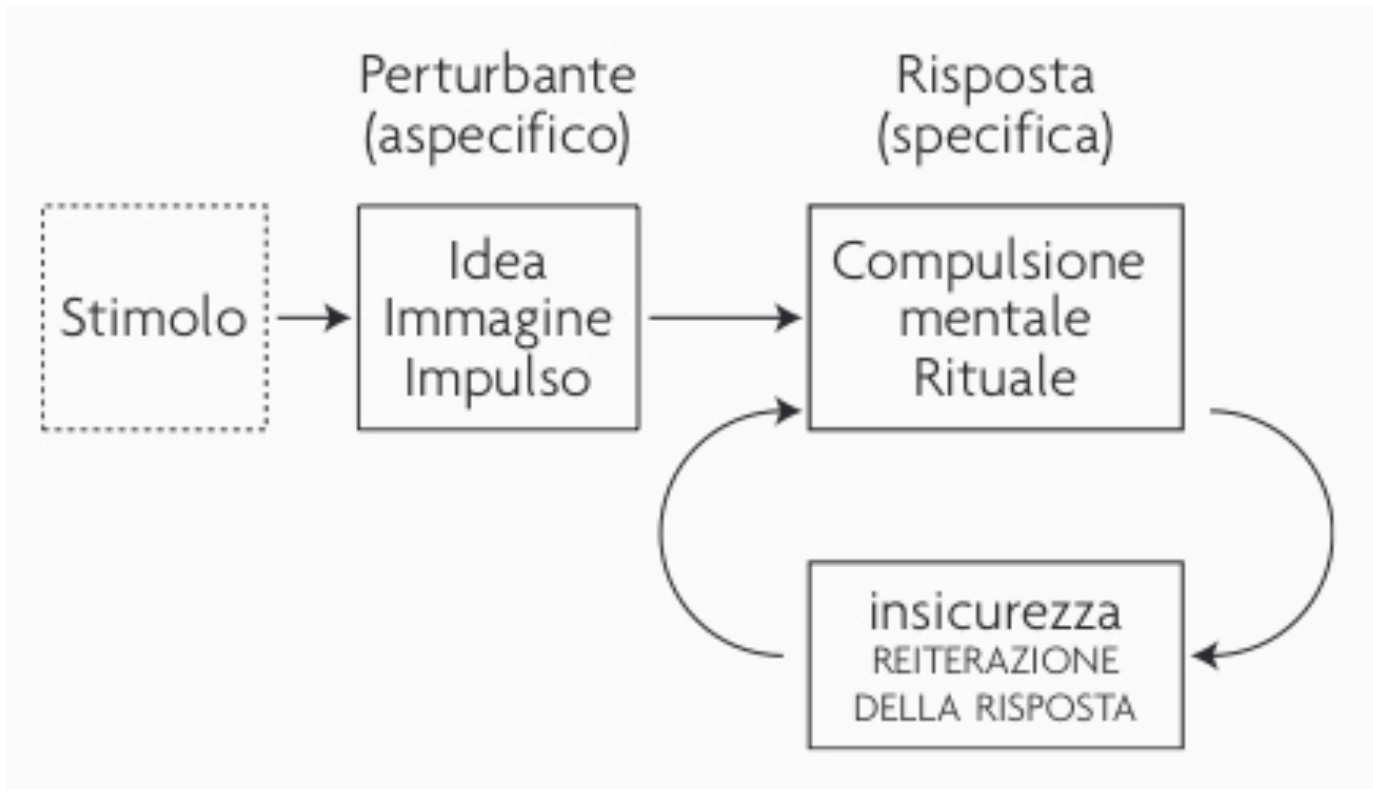 Perturbante
(aspecifico)
Risposta
(specifica)
Stimolo
Idea
Immagine
Impulso
Compulsione
mentale
Rituale
insicurezza
REITERAZIONE
DELLA RISPOSTA